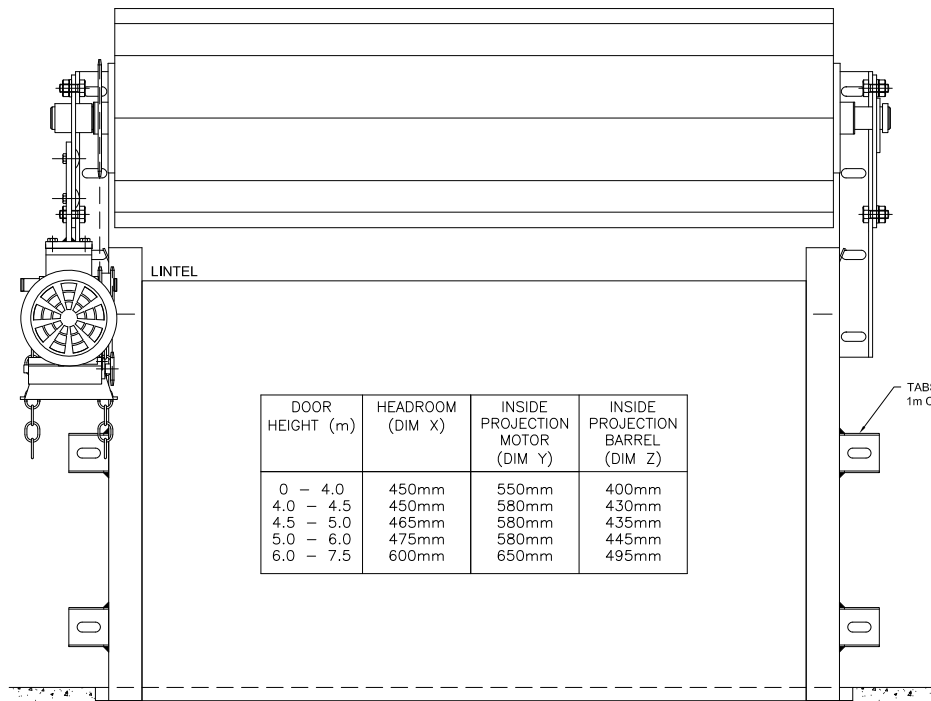 LINTEL
DOOR HEIGHT (m)
HEADROOM (DIM X)
INSIDE PROJECTION MOTOR (DIM Y)
INSIDE PROJECTION BARREL (DIM Z)
0 – 4.0 450mm 550mm 400mm
4.0 – 4.5 450mm 580mm 430mm
4.5 – 5.0 465mm 580mm 435mm
5.0 – 6.0 475mm 580mm 445mm
6.0 – 7.5 600mm 650mm 495mm
1m